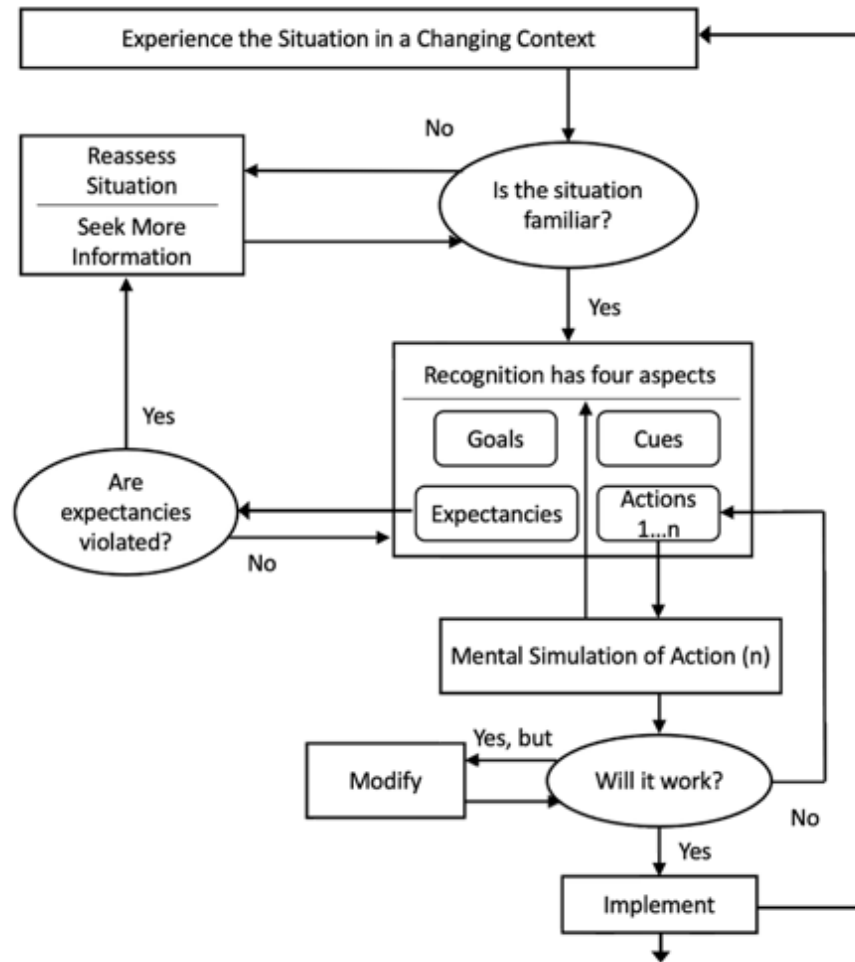 Experience the Situation in a Changing Context
No
Reassess
Situation
Seek More
Information
Is the situation
familiar?
Yes
Recognition has four aspects
Goals
Cues
Expectancies
Actions
1...n
Yes
Are
expectancies
violated?
No
Mental Simulation of Action (n)
Yes, but
Modify
Will it work?
No
Yes
Implement